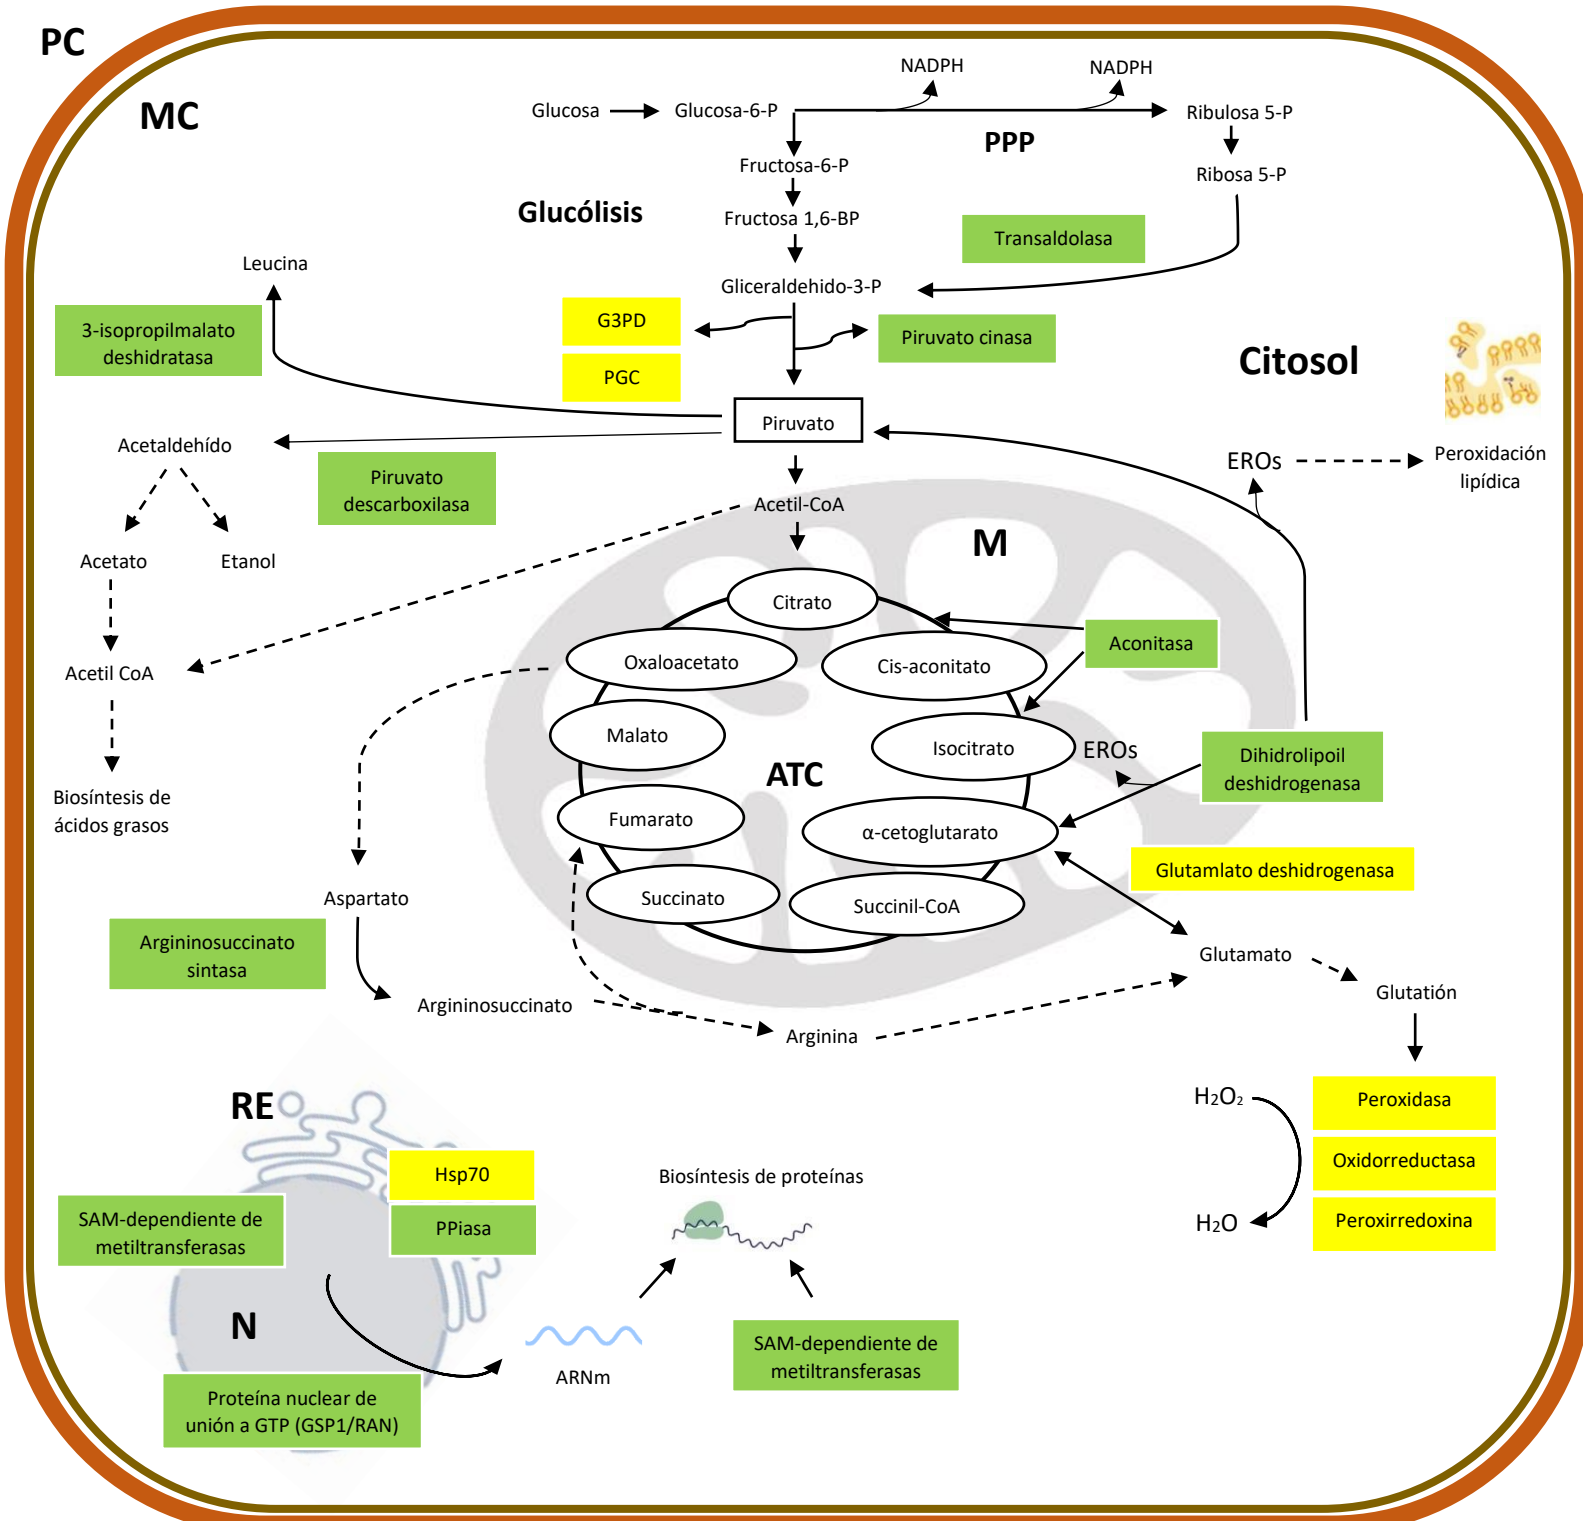 PC
MC
NADPH
NADPH
Glucosa
Glucosa-6-P
Ribulosa 5-P
PPP
Fructosa-6-P
Ribosa 5-P
Glucólisis
Fructosa 1,6-BP
Transaldolasa
Leucina
Gliceraldehido-3-P
3-isopropilmalato
deshidratasa
G3PD
Piruvato cinasa
PGC
Citosol
Piruvato
Acetaldehído
Piruvato
descarboxilasa
EROs
Peroxidación
lipídica
Acetil-CoA
M
Acetato
Etanol
Citrato
Aconitasa
Oxaloacetato
Cis-aconitato
Acetil CoA
Malato
Isocitrato
EROs
Dihidrolipoil
deshidrogenasa
ATC
Biosíntesis de
ácidos grasos
Fumarato
α-cetoglutarato
Glutamlato deshidrogenasa
Aspartato
Succinato
Succinil-CoA
Argininosuccinato
sintasa
Glutamato
Glutatión
Argininosuccinato
Arginina
RE
H2O2
Peroxidasa
Hsp70
Biosíntesis de proteínas
Oxidorreductasa
SAM-dependiente de
metiltransferasas
PPiasa
H2O
Peroxirredoxina
N
ARNm
SAM-dependiente de
metiltransferasas
Proteína nuclear de
unión a GTP (GSP1/RAN)